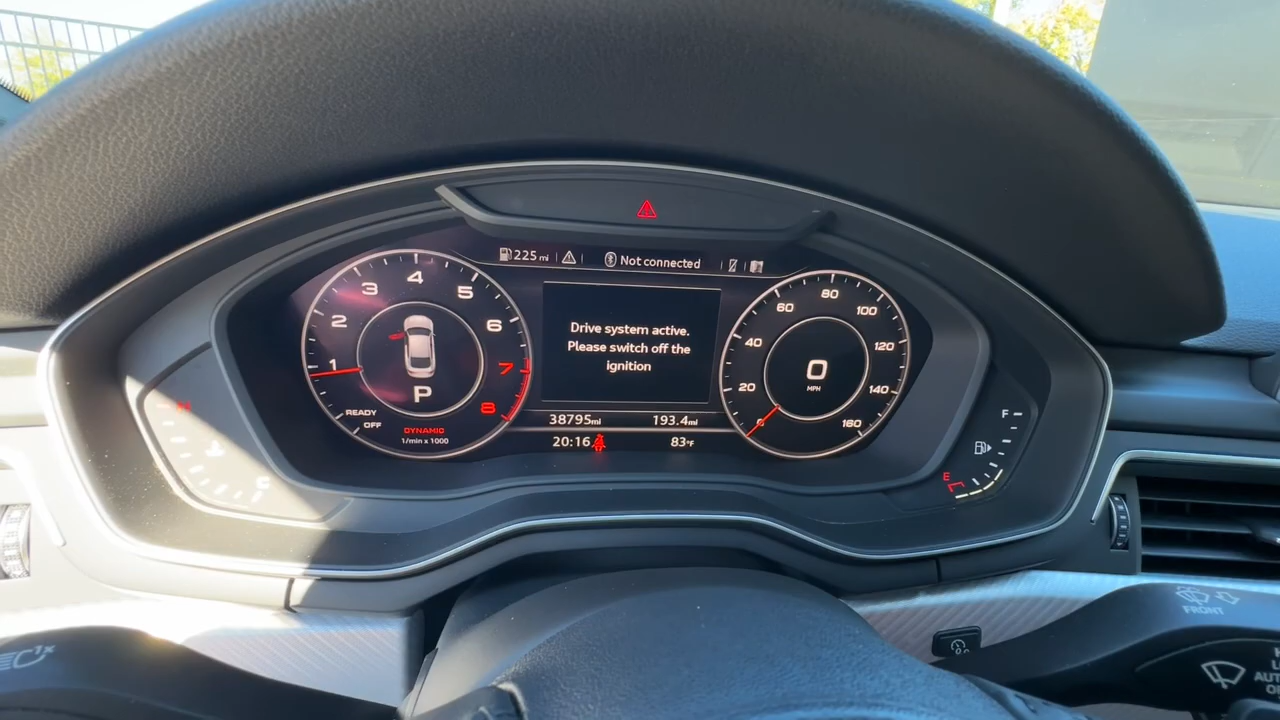 225 mi
Not connected
1
2
3
4
5
6
7
8
P
READY
OFF
DYNAMIC
1/min x 1000
Drive system active.
Please switch off the
ignition
0
20
40
60
80
100
120
140
160
0
MPH
38795mi 193.4mi
20:16 83°F
H
C
F
E
1x
FRONT